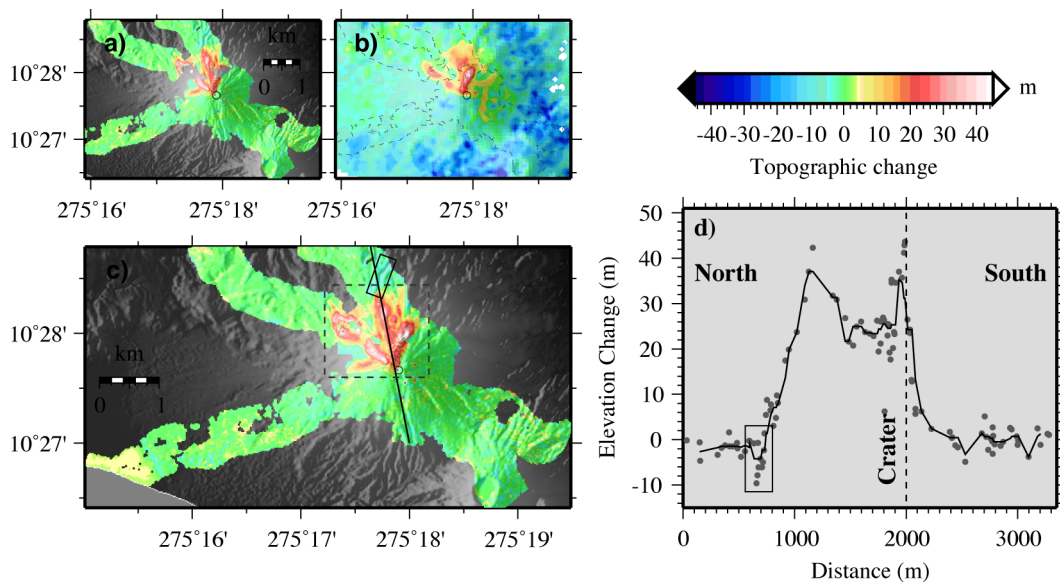 a)
km
0 1
b)
10°28'
10°27'
275°16' 275°18' 275°16' 275°18'
m
-40 -30 -20 -10 0 10 20 30 40
Topographic change
c)
km
0 1
10°28'
10°27'
275°16' 275°17' 275°18' 275°19'
d)
North South
Crater
Elevation Change (m)
50
40
30
20
10
0
-10
0 1000 2000 3000
Distance (m)